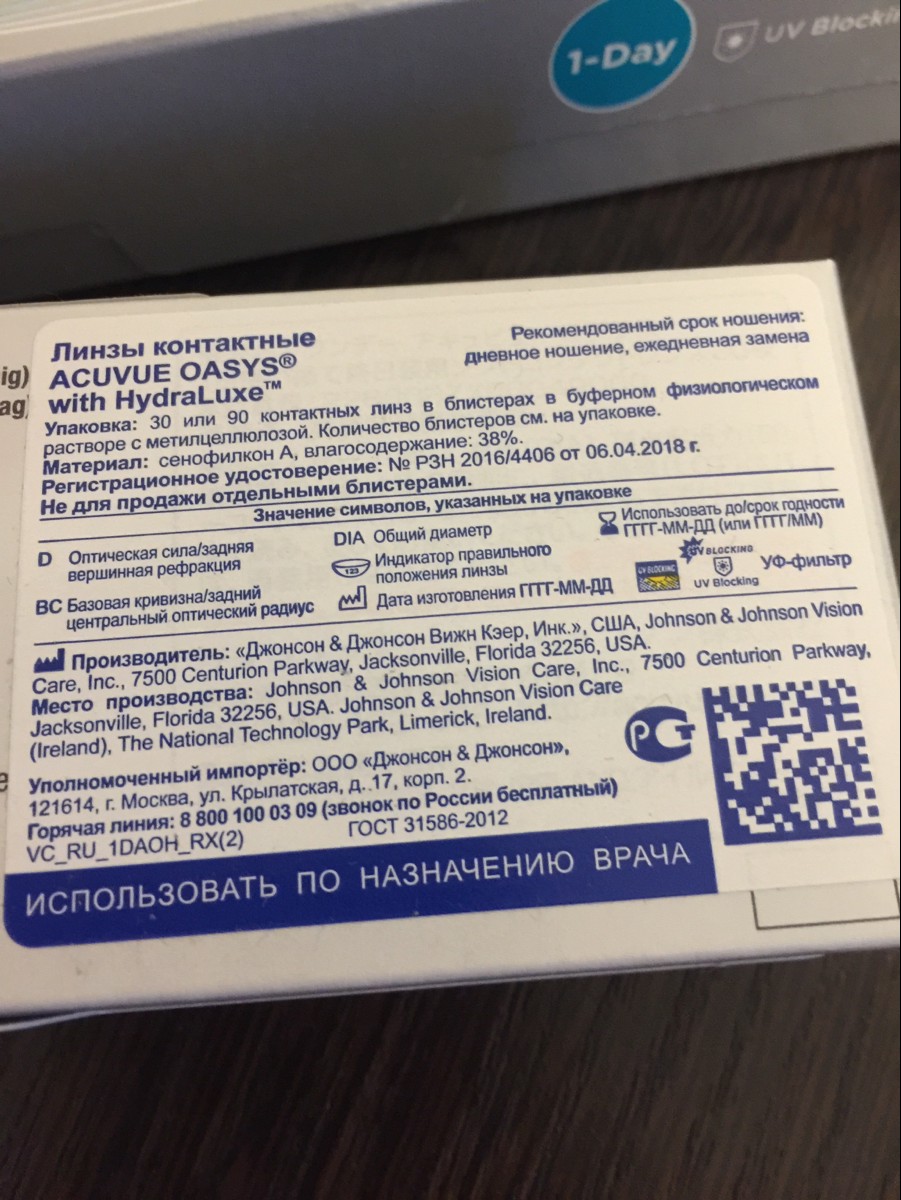 1-Day
UV Blocki
ig)
ag
Линзы контактные
ACUVUE OASYS®
with HydraLuxe™
Рекомендованный срок ношения:
дневное ношение, ежедневная замена
Упаковка: 30 или 90 контактных линз в блистерах в буферном физиологическом
растворе с метилцеллюлозой. Количество блистеров см. на упаковке.
Материал: сенофилкон А, влагосодержание: 38%.
Регистрационное удостоверение: № РЗН 2016/4406 от 06.04.2018 г.
Не для продажи отдельными блистерами.
Значение символов, указанных на упаковке
D Оптическая сила/задняя
вершинная рефракция
BC Базовая кривизна/задний
центральный оптический радиус
DIA Общий диаметр
123 Индикатор правильного
положения линзы
Дата изготовления ГГГГ-ММ-ДД
Использовать до/срок годности
ГГГГ-ММ-ДД (или ГГГГ/ММ)
UV BLOCKING
UV BLOCKING
UV Blocking
УФ-фильтр
Производитель: «Джонсон & Джонсон Вижн Кэер, Инк.», США, Johnson & Johnson Vision
Care, Inc., 7500 Centurion Parkway, Jacksonville, Florida 32256, USA.
Место производства: Johnson & Johnson Vision Care, Inc., 7500 Centurion Parkway,
Jacksonville, Florida 32256, USA. Johnson & Johnson Vision Care
(Ireland), The National Technology Park, Limerick, Ireland.
Уполномоченный импортёр: ООО «Джонсон & Джонсон»,
121614, г. Москва, ул. Крылатская, д. 17, корп. 2.
Горячая линия: 8 800 100 03 09 (звонок по России бесплатный)
VC_RU_1DAOH_RX(2)
ГОСТ 31586-2012
РСТ
ИСПОЛЬЗОВАТЬ ПО НАЗНАЧЕНИЮ ВРАЧА